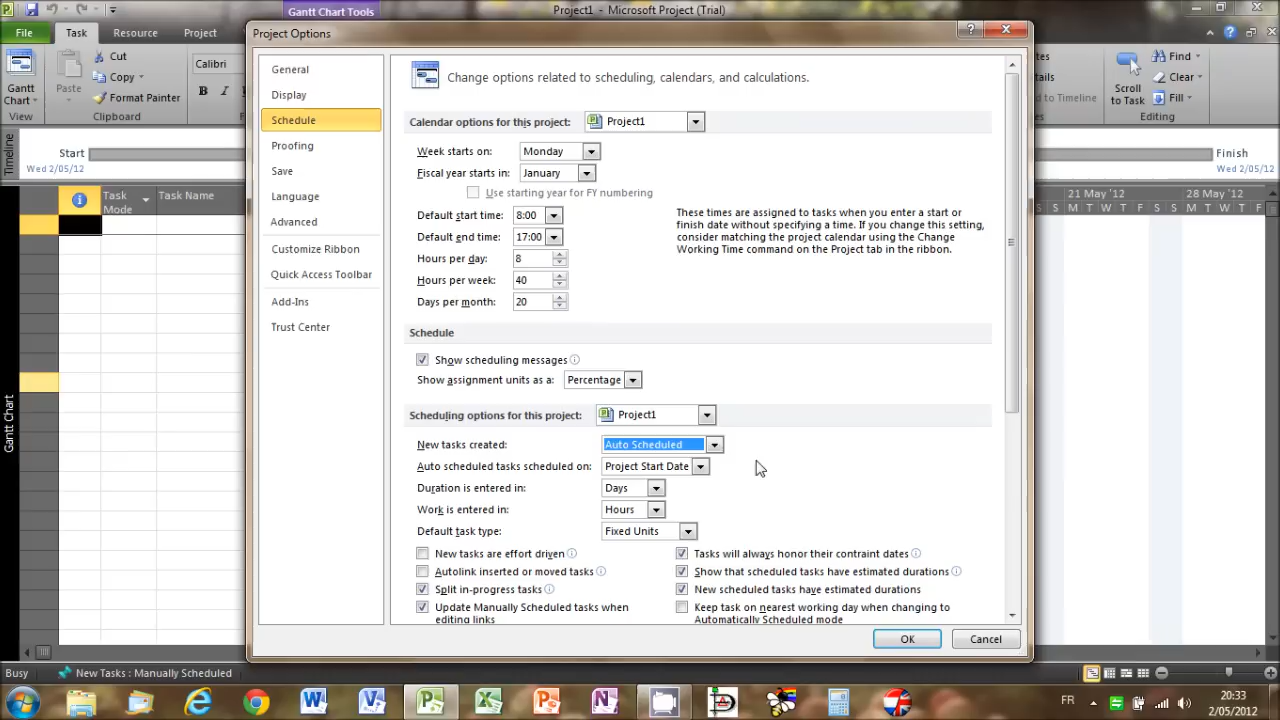 Gantt Chart Tools
Project1 - Microsoft Project (Trial)
File
Task
Resource
Project
Project Options
Gantt
Chart
View
Paste
Cut
Copy
Format Painter
Clipboard
Calibri
B I
tes
etails
d to Timeline
Scroll
to Task
Find
Clear
Fill
Editing
Timeline
Start
Wed 2/05/12
Finish
Wed 2/05/12
Task
Mode
Task Name
21 May '12
28 May '12
S S M T W T F S S M T W T F
Gantt Chart
General
Display
Schedule
Proofing
Save
Language
Advanced
Customize Ribbon
Quick Access Toolbar
Add-Ins
Trust Center
Change options related to scheduling, calendars, and calculations.
Calendar options for this project: Project1
Week starts on: Monday
Fiscal year starts in: January
Use starting year for FY numbering
Default start time: 8:00
Default end time: 17:00
Hours per day: 8
Hours per week: 40
Days per month: 20
These times are assigned to tasks when you enter a start or
finish date without specifying a time. If you change this setting,
consider matching the project calendar using the Change
Working Time command on the Project tab in the ribbon.
Schedule
Show scheduling messages
Show assignment units as a: Percentage
Scheduling options for this project: Project1
New tasks created: Auto Scheduled
Auto scheduled tasks scheduled on: Project Start Date
Duration is entered in: Days
Work is entered in: Hours
Default task type: Fixed Units
New tasks are effort driven
Autolink inserted or moved tasks
Split in-progress tasks
Update Manually Scheduled tasks when
editing links
Tasks will always honor their contraint dates
Show that scheduled tasks have estimated durations
New scheduled tasks have estimated durations
Keep task on nearest working day when changing to
Automatically Scheduled mode
OK
Cancel
Busy
New Tasks : Manually Scheduled
FR
20:33
2/05/2012